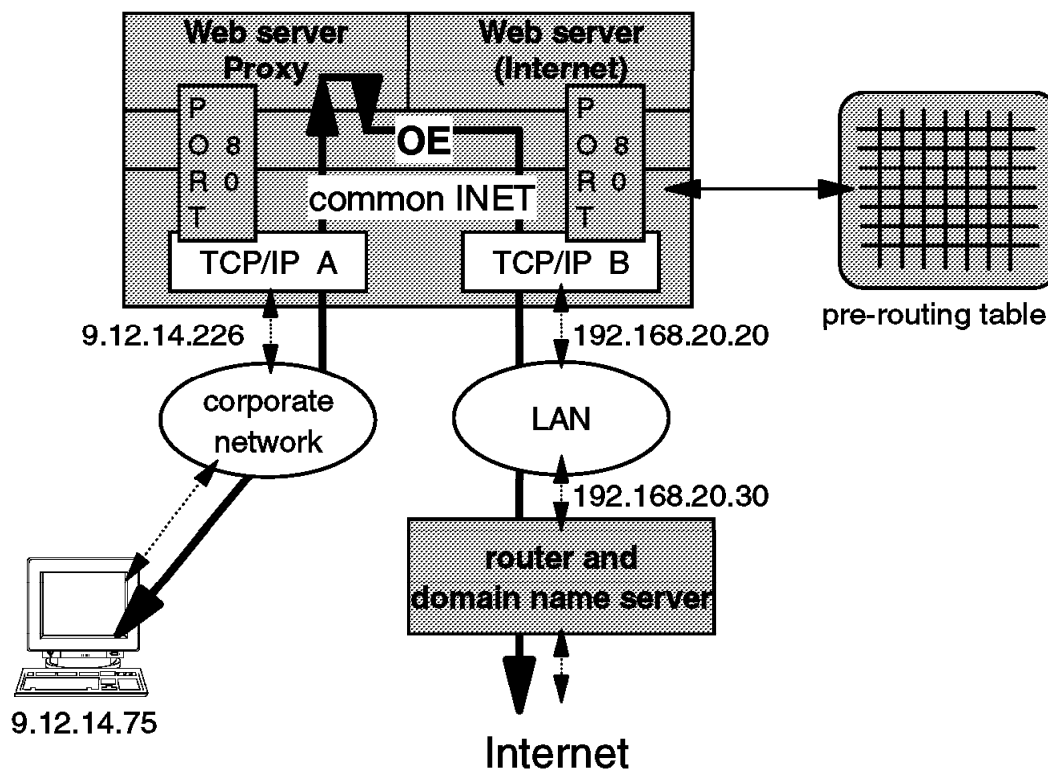 Web server
Proxy
Web server
(Internet)
P
O 8
R 0
T
OE
common INET
P
O 8
R 0
T
TCP/IP A
TCP/IP B
pre-routing table
9.12.14.226
192.168.20.20
corporate
network
LAN
192.168.20.30
router and
domain name server
9.12.14.75
Internet